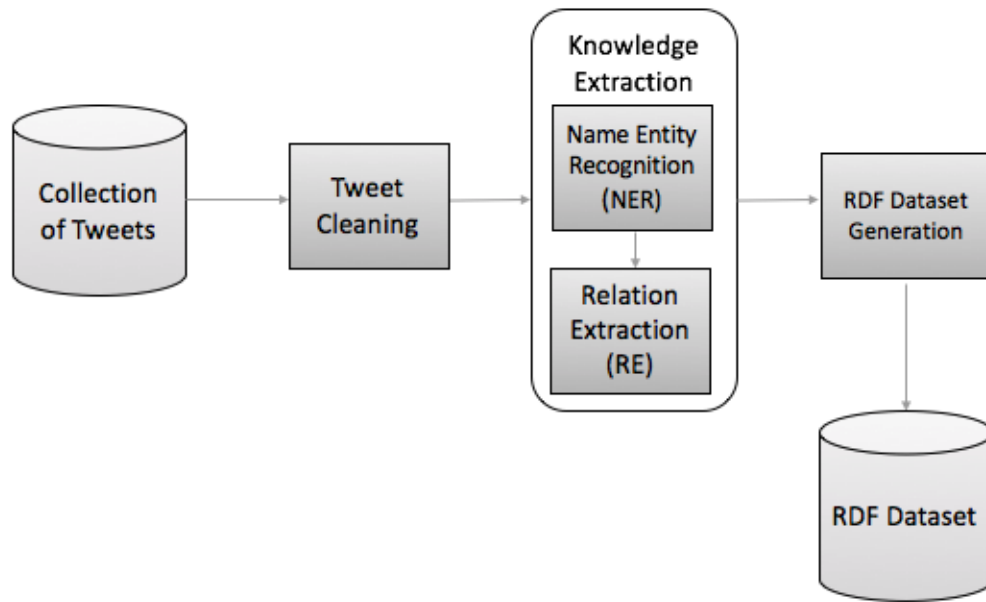 Collection
of Tweets
Tweet
Cleaning
Knowledge
Extraction
Name Entity
Recognition
(NER)
Relation
Extraction
(RE)
RDF Dataset
Generation
RDF Dataset